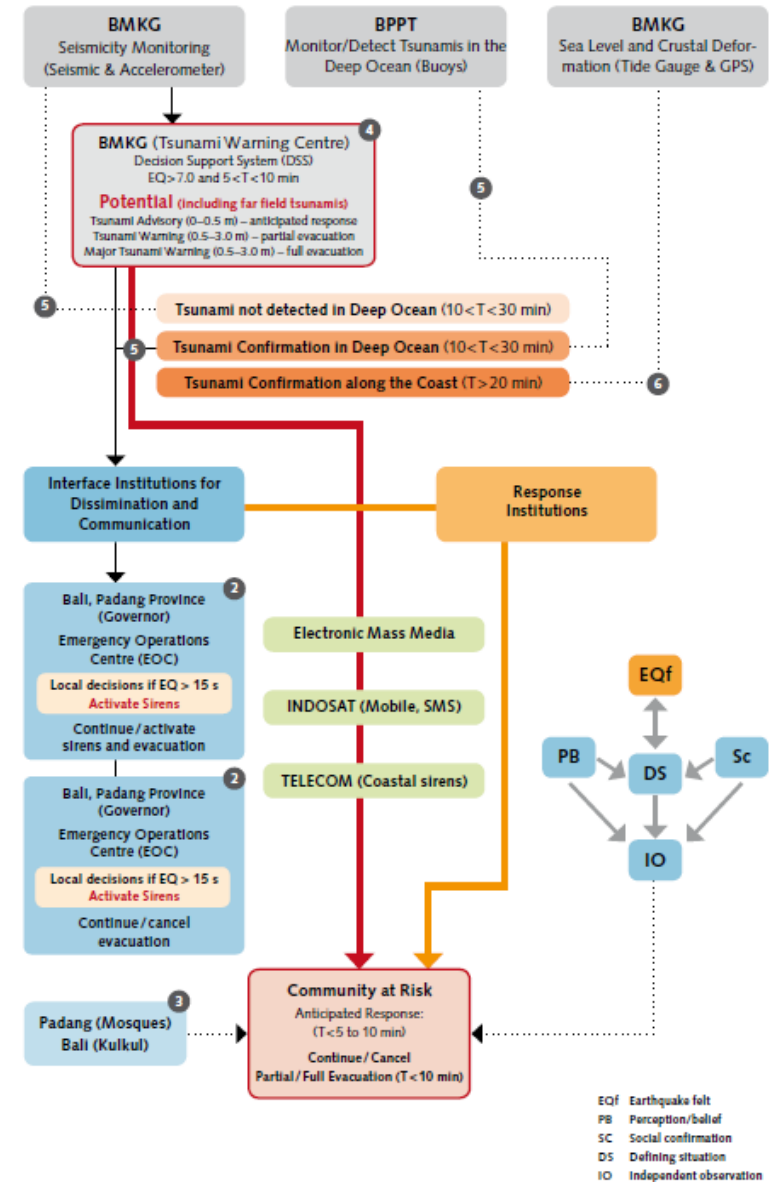 BMKG
Seismicity Monitoring
(Seismic & Accelerometer)
BPPT
Monitor/Detect Tsunamis in the
Deep Ocean (Buoys)
BMKG
Sea Level and Crustal Defor-
mation (Tide Gauge & GPS)
4
BMKG (Tsunami Warning Centre)
Decision Support System (DSS)
EQ>7.0 and 5<T<10 min
Potential (including far field tsunamis)
Tsunami Advisory (0–0.5 m) – anticipated response
Tsunami Warning (0.5–3.0 m) – partial evacuation
Major Tsunami Warning (0.5–3.0 m) – full evacuation
5
5
Tsunami not detected in Deep Ocean (10<T<30 min)
5
Tsunami Confirmation in Deep Ocean (10<T<30 min)
Tsunami Confirmation along the Coast (T>20 min)
6
Interface Institutions for
Dissimination and
Communication
Response
Institutions
2
Bali, Padang Province
(Governor)
Emergency Operations
Centre (EOC)
Local decisions if EQ > 15 s
Activate Sirens
Continue/activate
sirens and evacuation
2
Bali, Padang Province
(Governor)
Emergency Operations
Centre (EOC)
Local decisions if EQ > 15 s
Activate Sirens
Continue/cancel
evacuation
Electronic Mass Media
INDOSAT (Mobile, SMS)
TELECOM (Coastal sirens)
EQf
PB
DS
Sc
IO
3
Padang (Mosques)
Bali (Kulkul)
Community at Risk
Anticipated Response:
(T<5 to 10 min)
Continue/Cancel
Partial/Full Evacuation (T<10 min)
EQf Earthquake felt
PB Perception/belief
SC Social confirmation
DS Defining situation
IO Independent observation